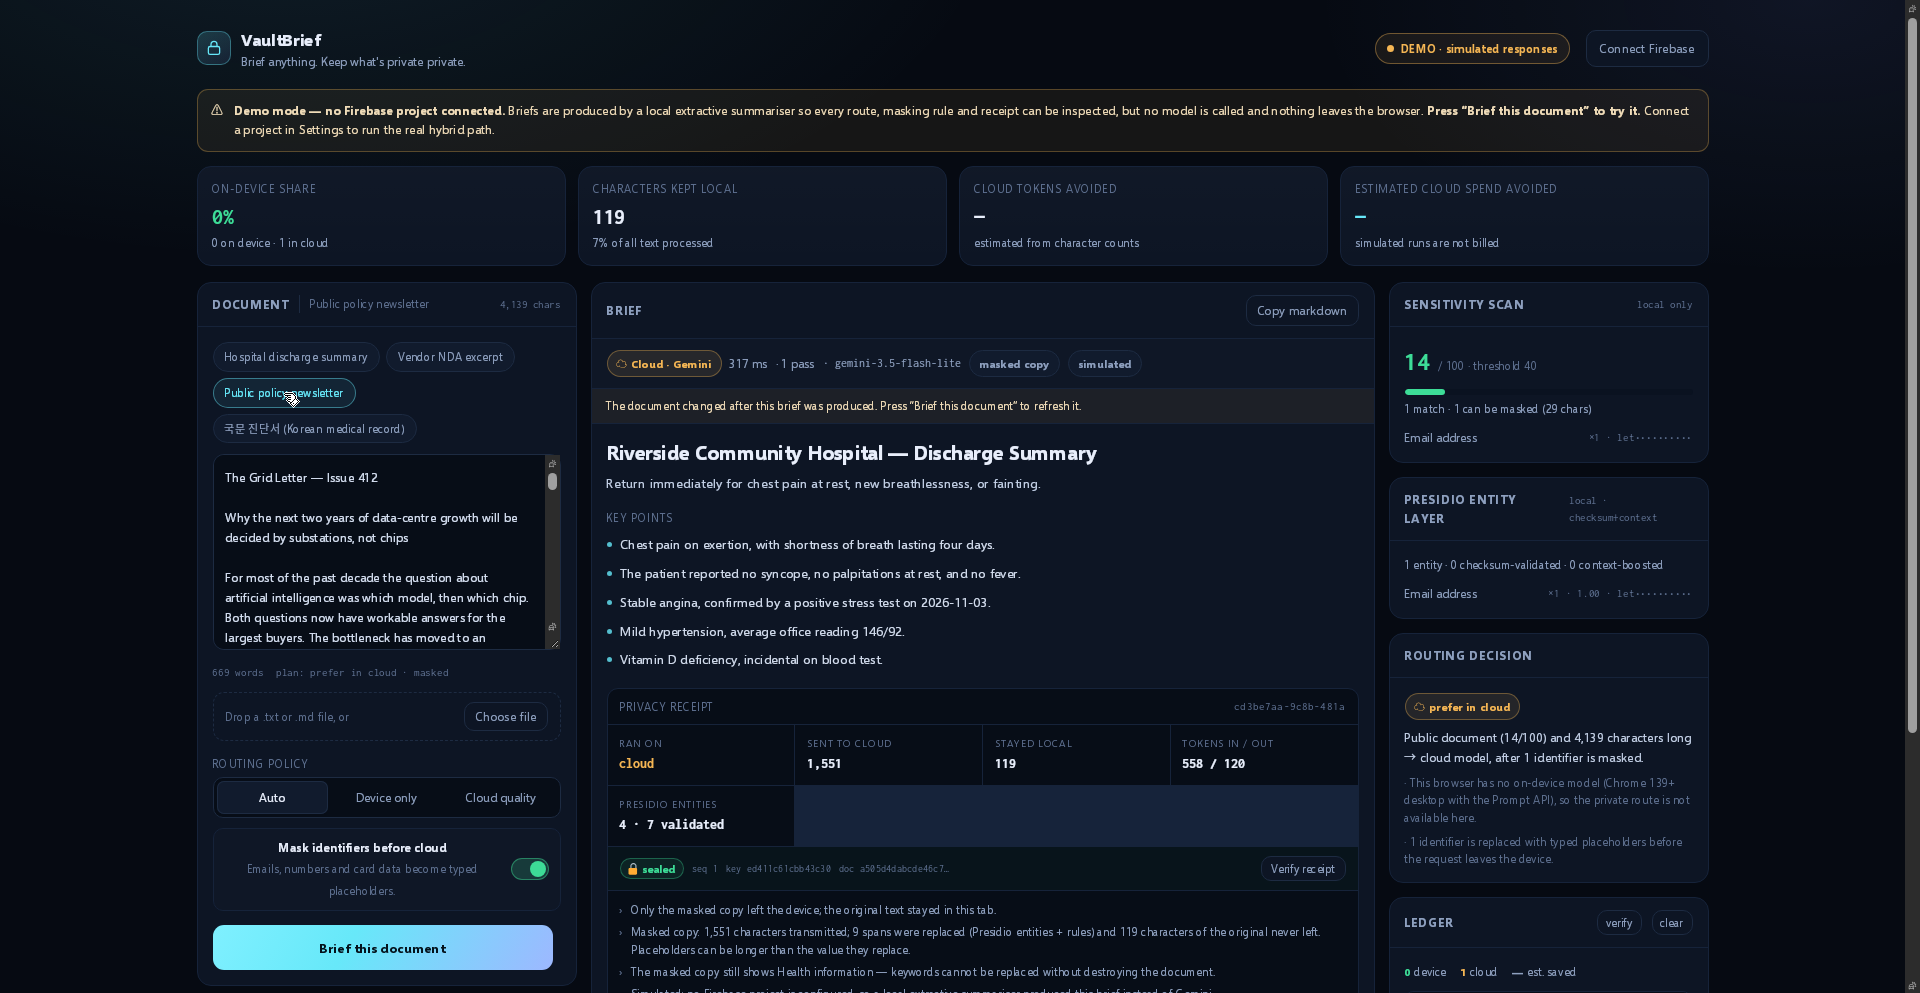 VaultBrief
Brief anything. Keep what's private private.
DEMO · simulated responses
Connect Firebase
Demo mode — no Firebase project connected. Briefs are produced by a local extractive summariser so every route, masking rule and receipt can be inspected, but no model is called and nothing leaves the browser. Press "Brief this document" to try it. Connect
a project in Settings to run the real hybrid path.
ON-DEVICE SHARE
0%
0 on device · 1 in cloud
CHARACTERS KEPT LOCAL
119
7% of all text processed
CLOUD TOKENS AVOIDED
—
estimated from character counts
ESTIMATED CLOUD SPEND AVOIDED
—
simulated runs are not billed
DOCUMENT
Public policy newsletter
4,139 chars
Hospital discharge summary
Vendor NDA excerpt
Public policy newsletter
국문 진단서 (Korean medical record)
The Grid Letter — Issue 412
Why the next two years of data-centre growth will be
decided by substations, not chips
For most of the past decade the question about
artificial intelligence was which model, then which chip.
Both questions now have workable answers for the
largest buyers. The bottleneck has moved to an
669 words plan: prefer in cloud · masked
Drop a .txt or .md file, or
Choose file
ROUTING POLICY
Auto
Device only
Cloud quality
Mask identifiers before cloud
Emails, numbers and card data become typed
placeholders.
Brief this document
BRIEF
Copy markdown
Cloud · Gemini
317 ms · 1 pass · gemini-3.5-flash-lite
masked copy
simulated
The document changed after this brief was produced. Press "Brief this document" to refresh it.
Riverside Community Hospital — Discharge Summary
Return immediately for chest pain at rest, new breathlessness, or fainting.
KEY POINTS
Chest pain on exertion, with shortness of breath lasting four days.
The patient reported no syncope, no palpitations at rest, and no fever.
Stable angina, confirmed by a positive stress test on 2026-11-03.
Mild hypertension, average office reading 146/92.
Vitamin D deficiency, incidental on blood test.
PRIVACY RECEIPT
cd3be7aa-9c8b-481a
RAN ON
cloud
SENT TO CLOUD
1,551
STAYED LOCAL
119
TOKENS IN / OUT
558 / 120
PRESIDIO ENTITIES
4 · 7 validated
sealed
seq 1 key ed411c61cbb43c30 doc a505d4dabcde46c7…
Verify receipt
› Only the masked copy left the device; the original text stayed in this tab.
› Masked copy: 1,551 characters transmitted; 9 spans were replaced (Presidio entities + rules) and 119 characters of the original never left.
Placeholders can be longer than the value they replace.
› The masked copy still shows Health information — keywords cannot be replaced without destroying the document.
› Simulated: no Firebase project is configured, so a local extractive summariser produced this brief instead of Gemini.
SENSITIVITY SCAN
local only
14 / 100 · threshold 40
1 match · 1 can be masked (29 chars)
Email address
×1 · let··········
PRESIDIO ENTITY
LAYER
local ·
checksum+context
1 entity · 0 checksum-validated · 0 context-boosted
Email address
×1 · 1.00 · let··········
ROUTING DECISION
prefer in cloud
Public document (14/100) and 4,139 characters long
→ cloud model, after 1 identifier is masked.
· This browser has no on-device model (Chrome 139+
desktop with the Prompt API), so the private route is not
available here.
· 1 identifier is replaced with typed placeholders before
the request leaves the device.
LEDGER
verify
clear
0 device 1 cloud — est. saved